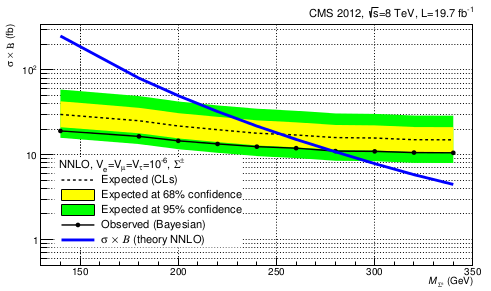 CMS 2012, √s=8 TeV, L=19.7 fb⁻¹
σ × B (fb)
10²
10
1
NNLO, Vₑ=V_μ=V_τ=10⁻⁶, Σ^±
Expected (CLs)
Expected at 68% confidence
Expected at 95% confidence
Observed (Bayesian)
σ × B (theory NNLO)
150 200 250 300 350
M_Σ^± (GeV)